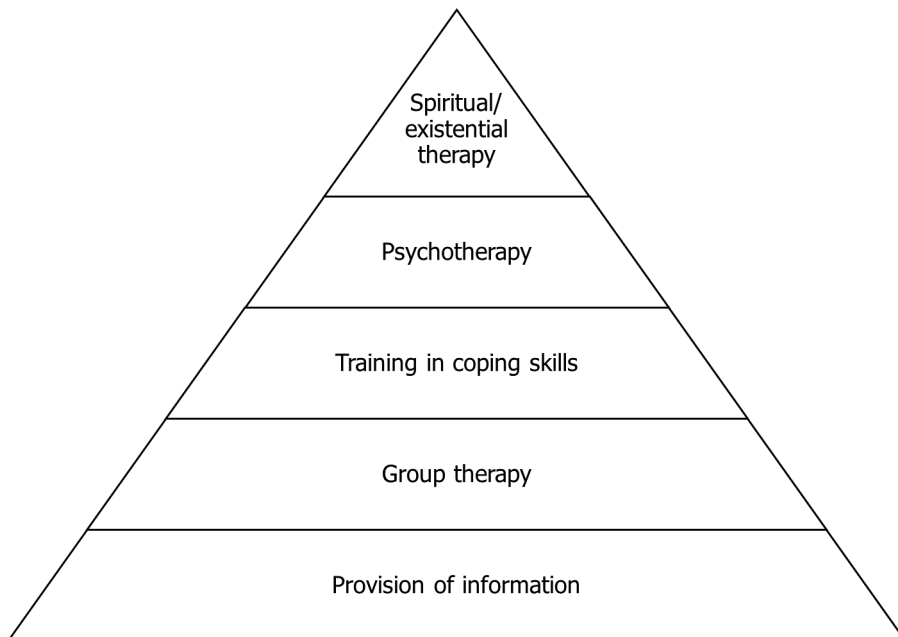 Spiritual/
existential
therapy
Psychotherapy
Training in coping skills
Group therapy
Provision of information